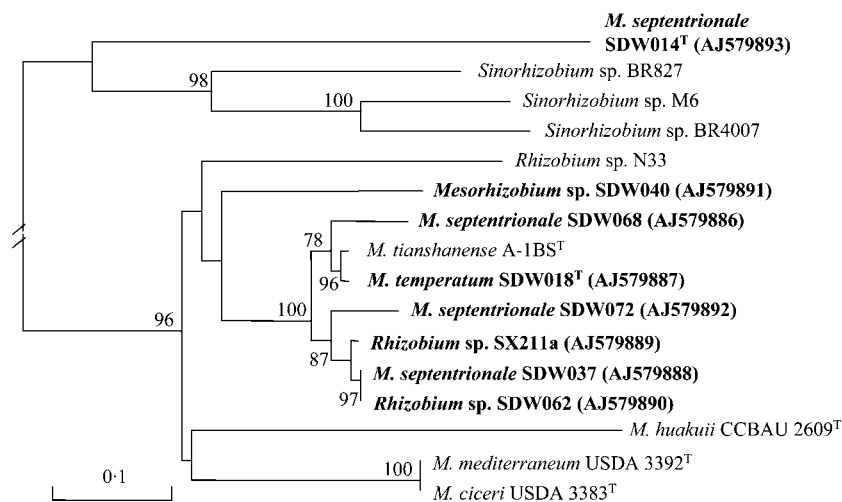 M. septentrionale
SDW014ᵀ (AJ579893)
Sinorhizobium sp. BR827
98
100
Sinorhizobium sp. M6
Sinorhizobium sp. BR4007
Rhizobium sp. N33
Mesorhizobium sp. SDW040 (AJ579891)
M. septentrionale SDW068 (AJ579886)
78
M. tianshanense A-1BSᵀ
96
M. temperatum SDW018ᵀ (AJ579887)
100
M. septentrionale SDW072 (AJ579892)
96
87
Rhizobium sp. SX211a (AJ579889)
M. septentrionale SDW037 (AJ579888)
97
Rhizobium sp. SDW062 (AJ579890)
M. huakuii CCBAU 2609ᵀ
0·1
100
M. mediterraneum USDA 3392ᵀ
M. ciceri USDA 3383ᵀ